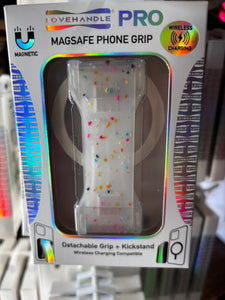 LOVEHANDLE PRO
MAGNETIC
MAGSAFE PHONE GRIP
WIRELESS
CHARGING
Detachable Grip + Kickstand
Wireless Charging Compatible